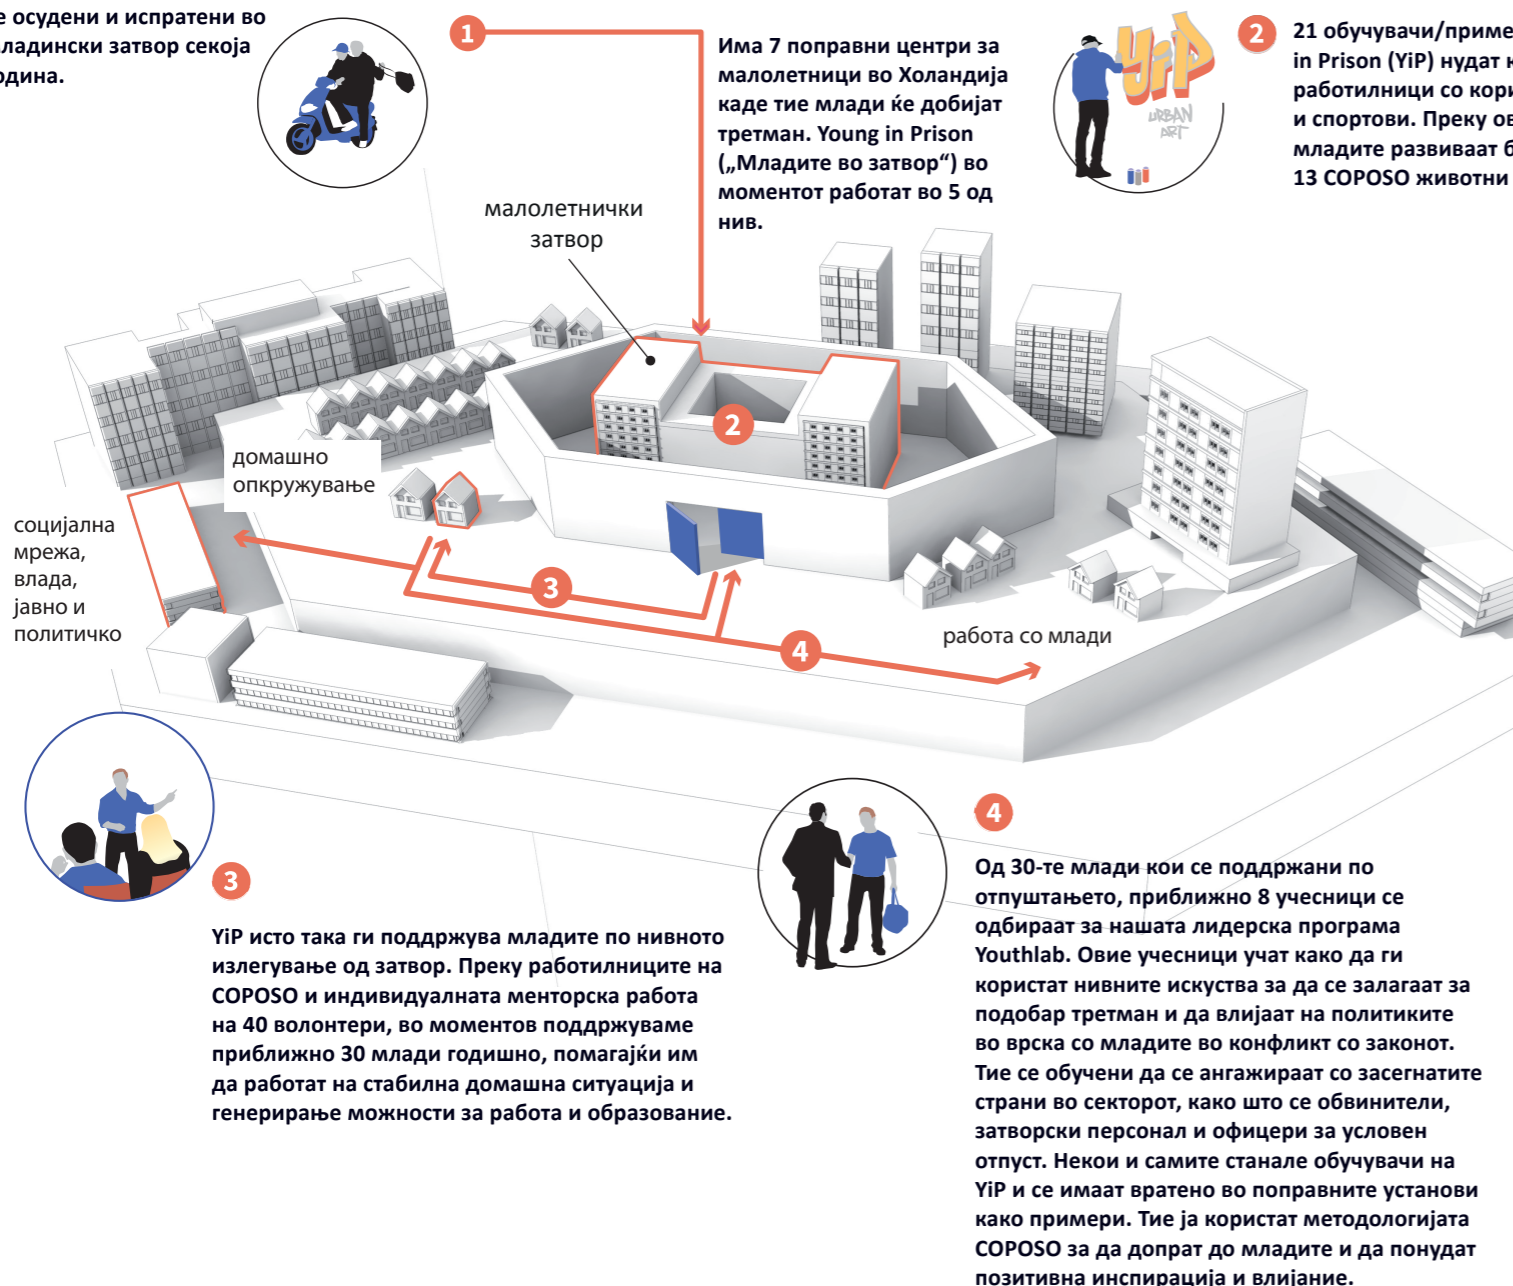 е осудени и испратени во
младински затвор секоја
година.
1
Има 7 поправни центри за
малолетници во Холандија
каде тие млади ќе добијат
третман. Young in Prison
(„Младите во затвор“) во
моментот работат во 5 од
нив.
YiP
URBAN
ART
2
21 обучувачи/приме
in Prison (YiP) нудат
работилници со кори
и спортови. Преку ов
младите развиваат
13 COPOSO животни
малолетнички
затвор
2
домашно
опкружување
социјална
мрежа,
влада,
јавно и
политичко
3
4
работа со млади
3
YiP исто така ги поддржува младите по нивното
излегување од затвор. Преку работилниците на
COPOSO и индивидуалната менторска работа
на 40 волонтери, во моментов поддржуваме
приближно 30 млади годишно, помагајќи им
да работат на стабилна домашна ситуација и
генерирање можности за работа и образование.
4
Од 30-те млади кои се поддржани по
отпуштањето, приближно 8 учесници се
одбираат за нашата лидерска програма
Youthlab. Овие учесници учат како да ги
користат нивните искуства за да се залагаат за
подобар третман и да влијаат на политиките
во врска со младите во конфликт со законот.
Тие се обучени да се ангажираат со засегнатите
страни во секторот, како што се обвинители,
затворски персонал и офицери за условен
отпуст. Некои и самите станале обучувачи на
YiP и се имаат вратено во поправните установи
како примери. Тие ја користат методологијата
COPOSO за да допрат до младите и да понудат
позитивна инспирација и влијание.